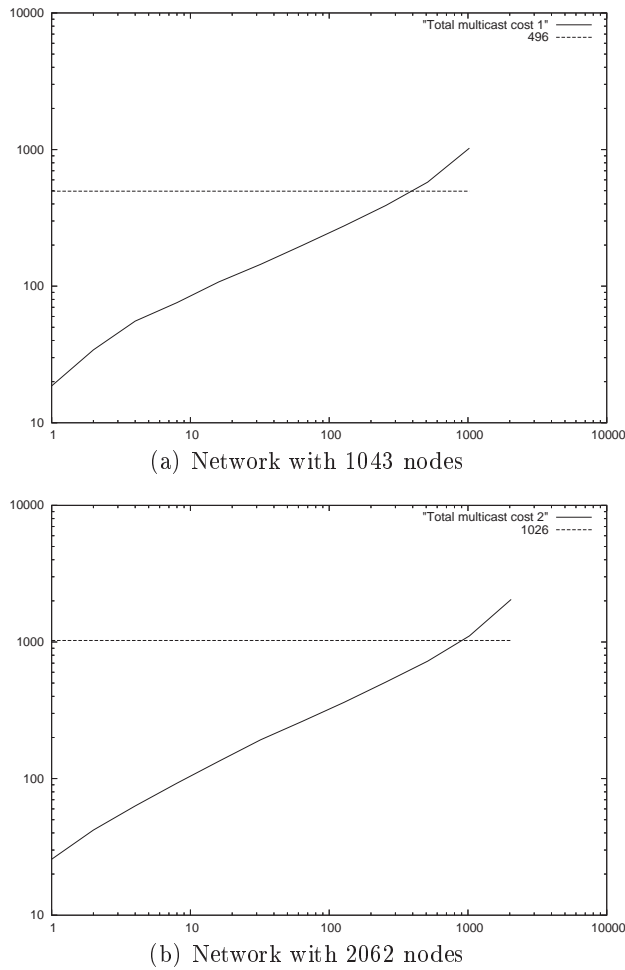 10000
"Total multicast cost 1"
496
1000
100
10
1 10 100 1000 10000
(a) Network with 1043 nodes
10000
"Total multicast cost 2"
1026
1000
100
10
1 10 100 1000 10000
(b) Network with 2062 nodes